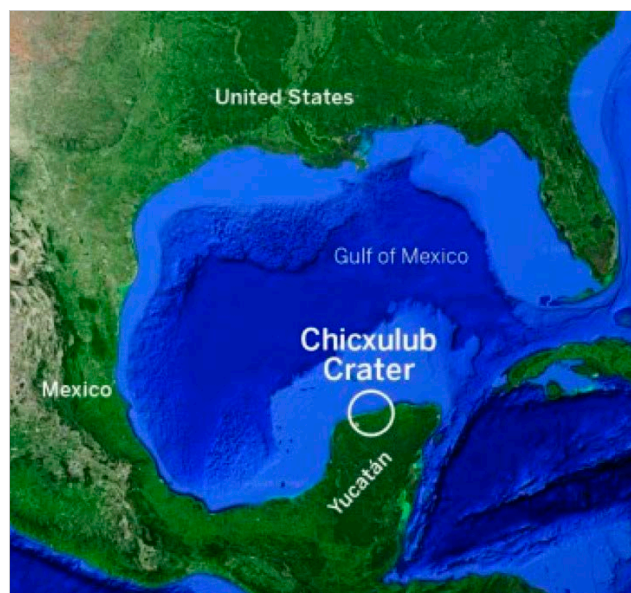 United States
Gulf of Mexico
Chicxulub
Crater
Mexico
Yucatán